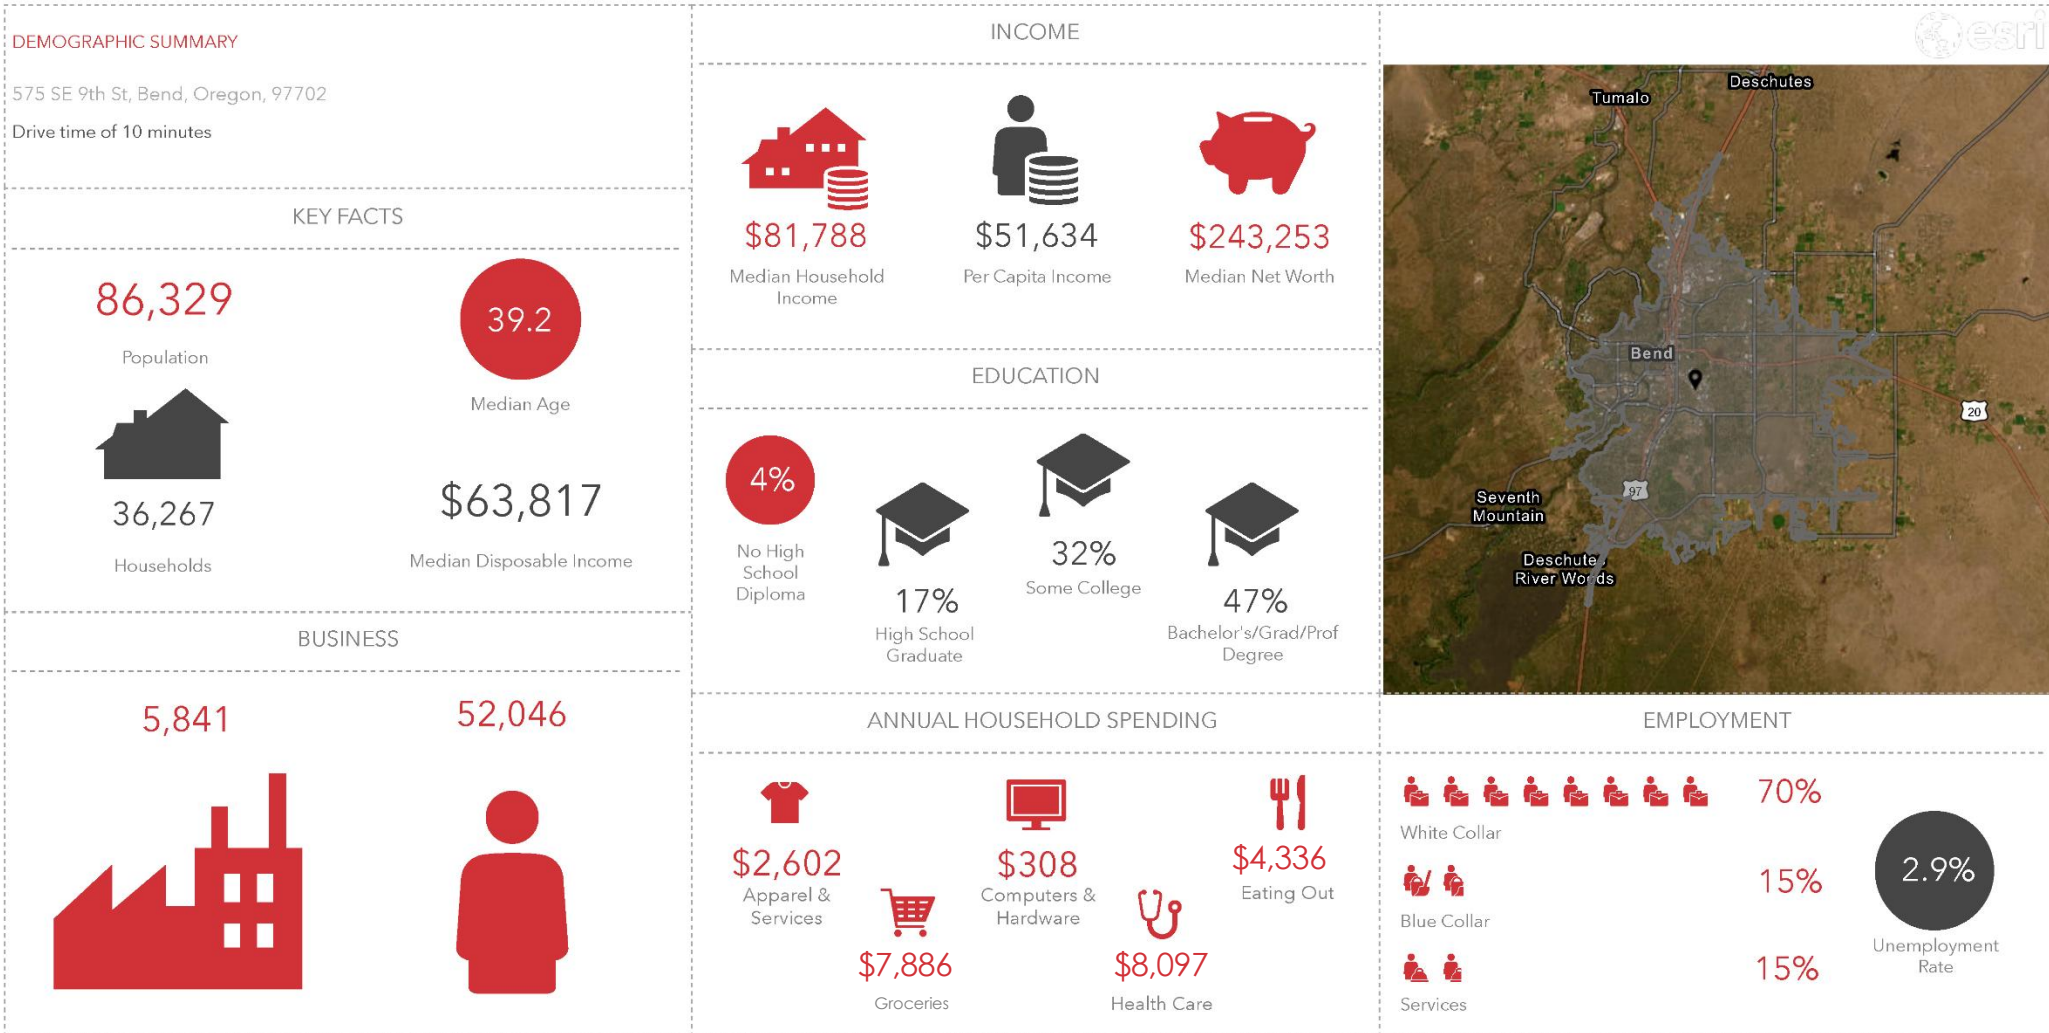 DEMOGRAPHIC SUMMARY
575 SE 9th St, Bend, Oregon, 97702
Drive time of 10 minutes
KEY FACTS
86,329
Population
39.2
Median Age
36,267
Households
$63,817
Median Disposable Income
BUSINESS
5,841
52,046
INCOME
$81,788
Median Household
Income
$51,634
Per Capita Income
$243,253
Median Net Worth
EDUCATION
4%
No High
School
Diploma
17%
High School
Graduate
32%
Some College
47%
Bachelor's/Grad/Prof
Degree
ANNUAL HOUSEHOLD SPENDING
$2,602
Apparel &
Services
$7,886
Groceries
$308
Computers &
Hardware
$8,097
Health Care
$4,336
Eating Out
esri
Deschutes
Tumalo
Bend
20
97
Seventh
Mountain
Deschute
River Woods
EMPLOYMENT
70%
White Collar
15%
Blue Collar
15%
Services
2.9%
Unemployment
Rate